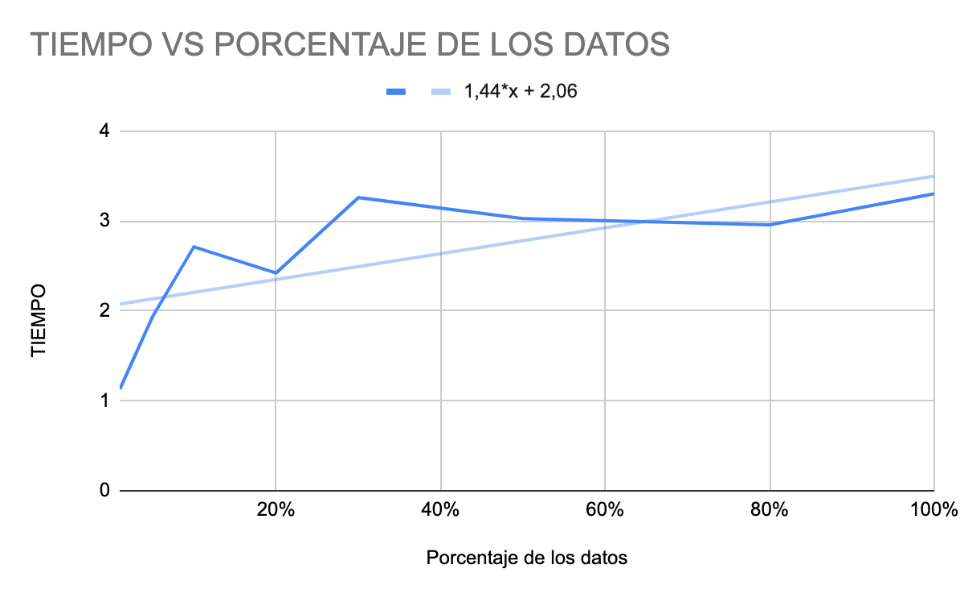 TIEMPO VS PORCENTAJE DE LOS DATOS
1,44*x + 2,06
4
3
2
1
0
TIEMPO
20%
40%
60%
80%
100%
Porcentaje de los datos